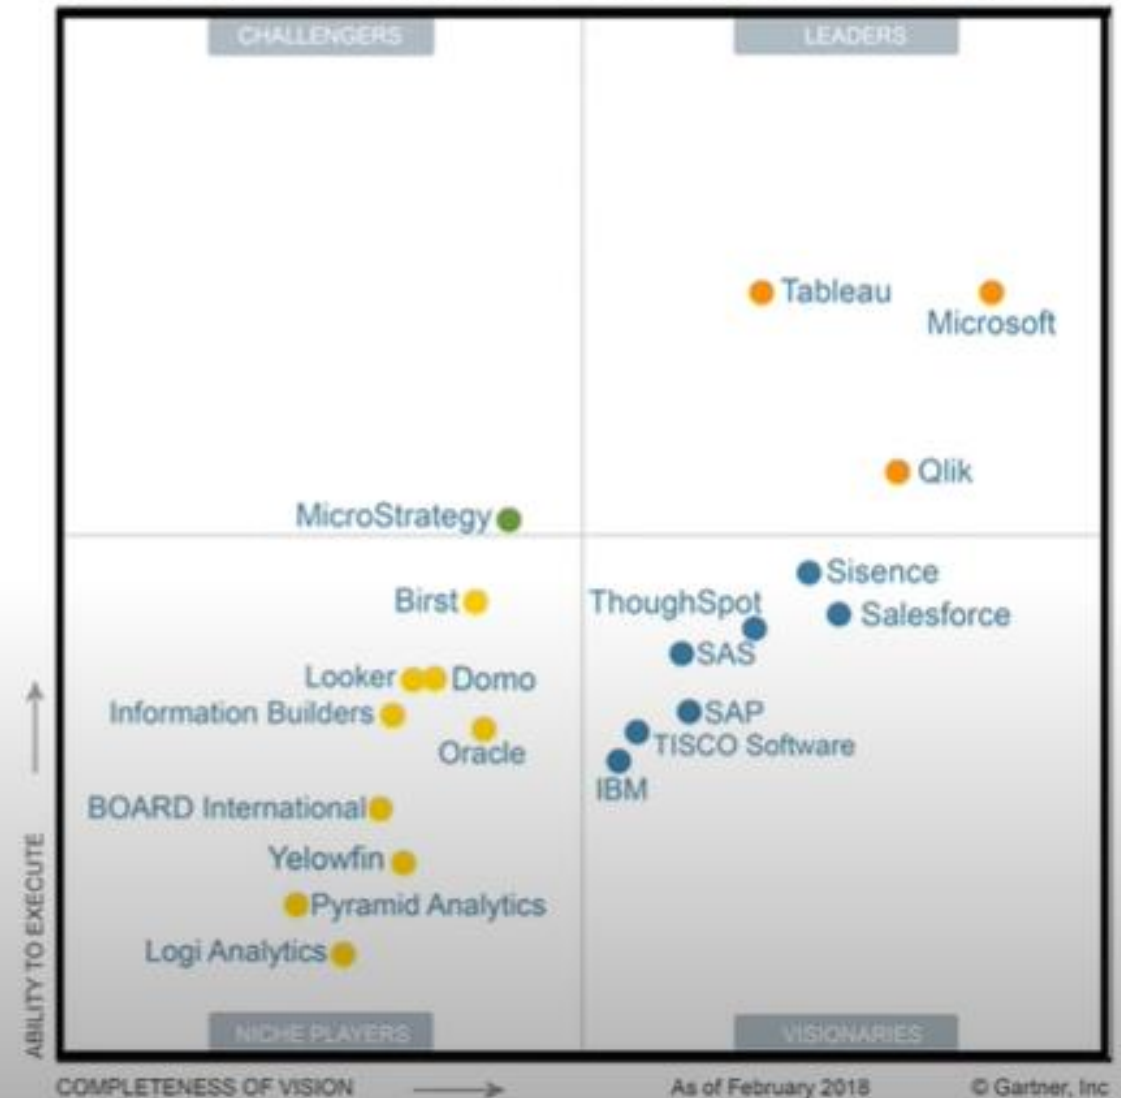 CHALLENGERS
LEADERS
Tableau
Microsoft
Qlik
MicroStrategy
Sisence
Birst
ThoughSpot
Salesforce
SAS
Looker
Domo
Information Builders
SAP
Oracle
TISCO Software
IBM
BOARD International
Yelowfin
Pyramid Analytics
Logi Analytics
NICHE PLAYERS
VISIONARIES
ABILITY TO EXECUTE
COMPLETENESS OF VISION
As of February 2018
© Gartner, Inc